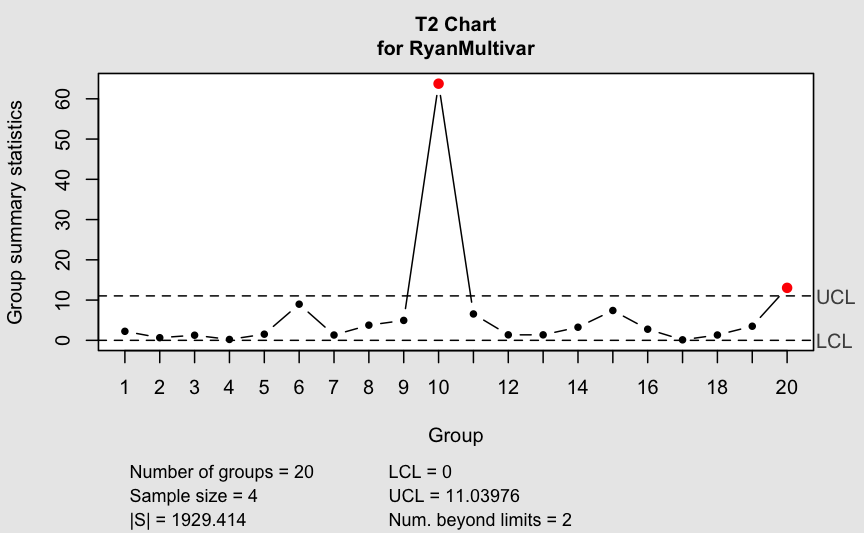 T2 Chart
for RyanMultivar
Group summary statistics
60
50
40
30
20
10
0
UCL
LCL
1 2 3 4 5 6 7 8 9 10 12 14 16 18 20
Group
Number of groups = 20
Sample size = 4
|S| = 1929.414
LCL = 0
UCL = 11.03976
Num. beyond limits = 2